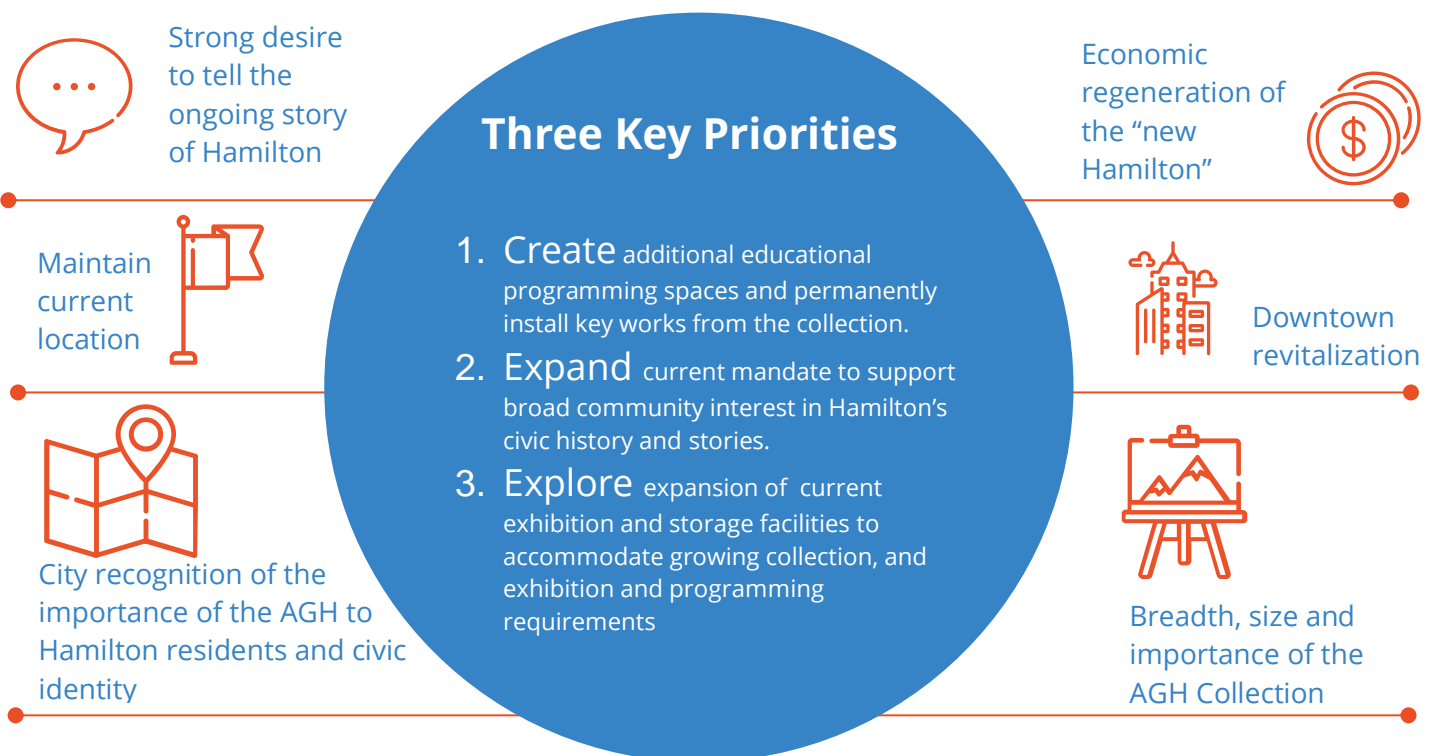 Strong desire
to tell the
ongoing story
of Hamilton
Maintain
current
location
City recognition of the
importance of the AGH to
Hamilton residents and civic
identity
Three Key Priorities
1. Create additional educational
programming spaces and permanently
install key works from the collection.
2. Expand current mandate to support
broad community interest in Hamilton’s
civic history and stories.
3. Explore expansion of current
exhibition and storage facilities to
accommodate growing collection, and
exhibition and programming
requirements
Economic
regeneration of
the “new
Hamilton”
$
Downtown
revitalization
Breadth, size and
importance of the
AGH Collection